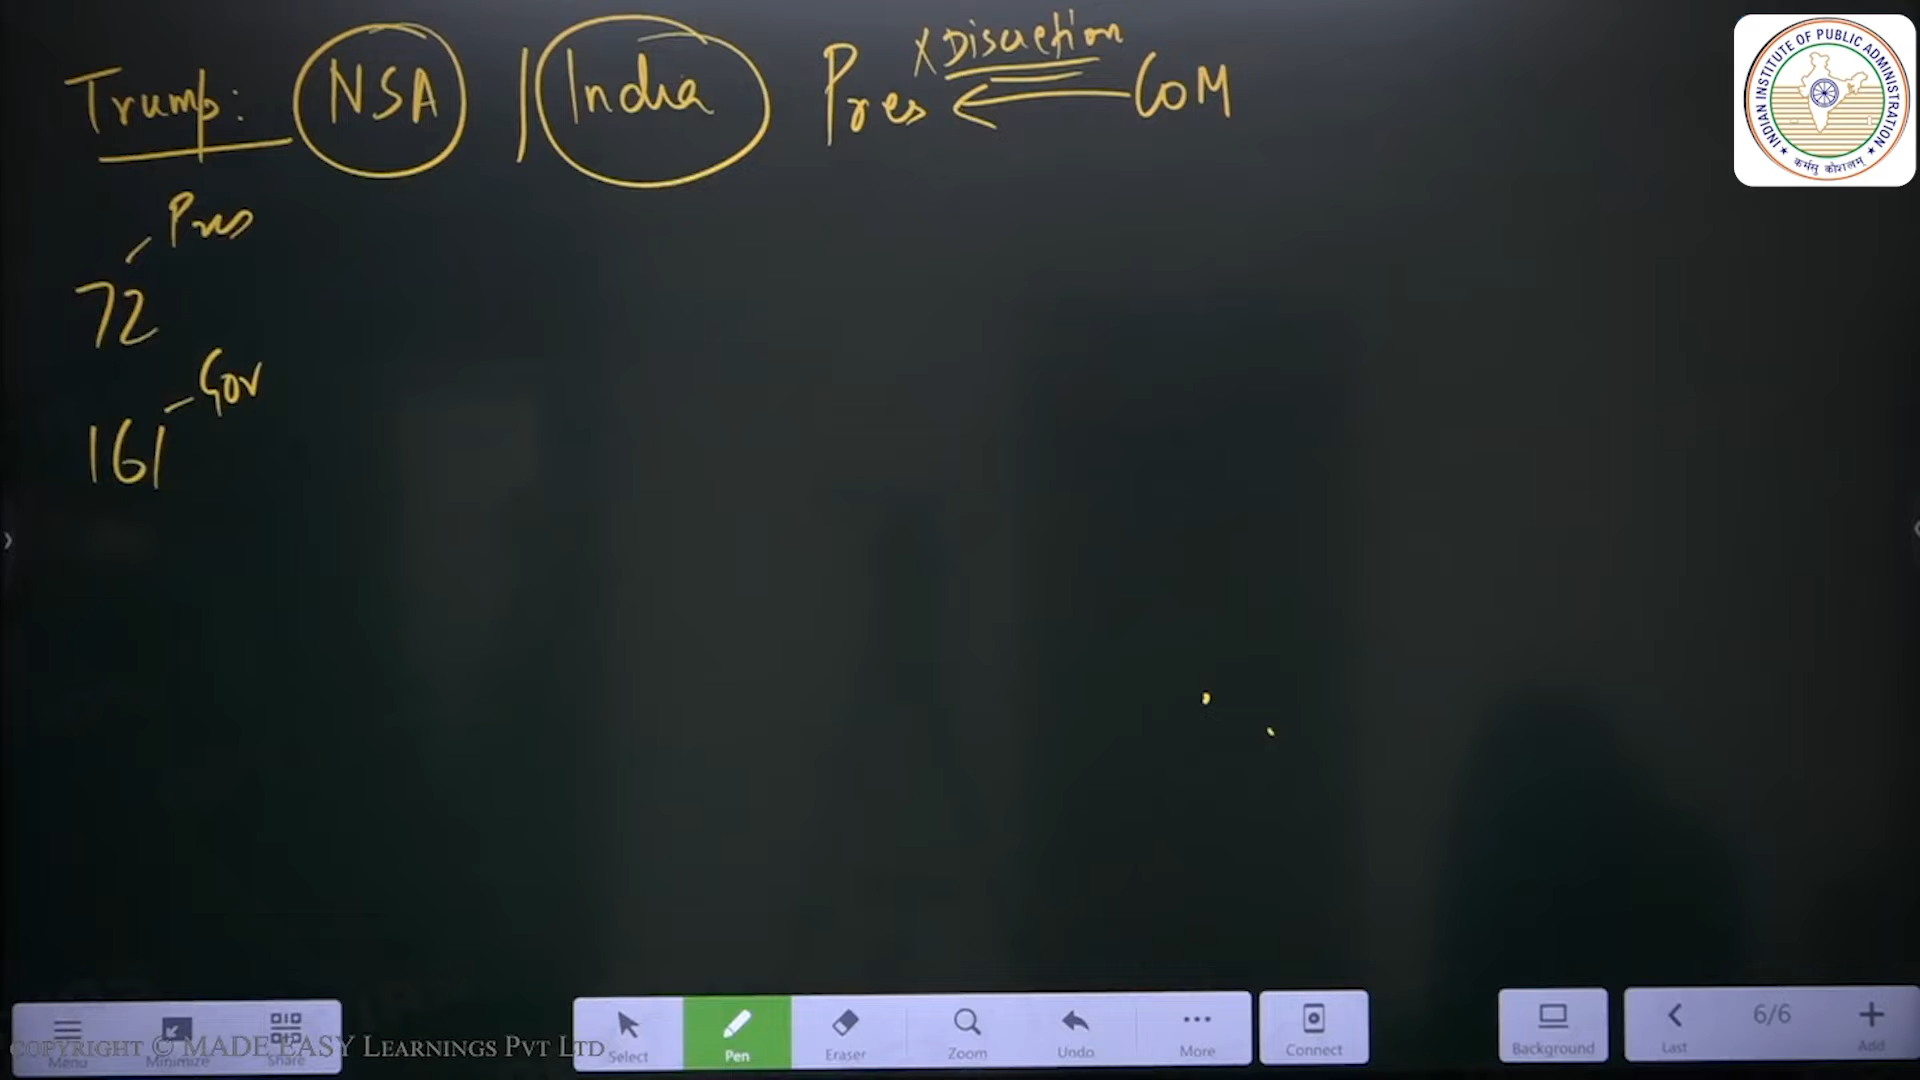 Trump: NSA | India Pres ← CoM
X Discretion
Pres
72
Gov
161
INDIAN INSTITUTE OF PUBLIC ADMINISTRATION
कर्मसु कौशलम्
COPYRIGHT © MADE EASY LEARNINGS PVT LTD
Menu Minimize Share Select Pen Eraser Zoom Undo More Connect Background Last 6/6 Add